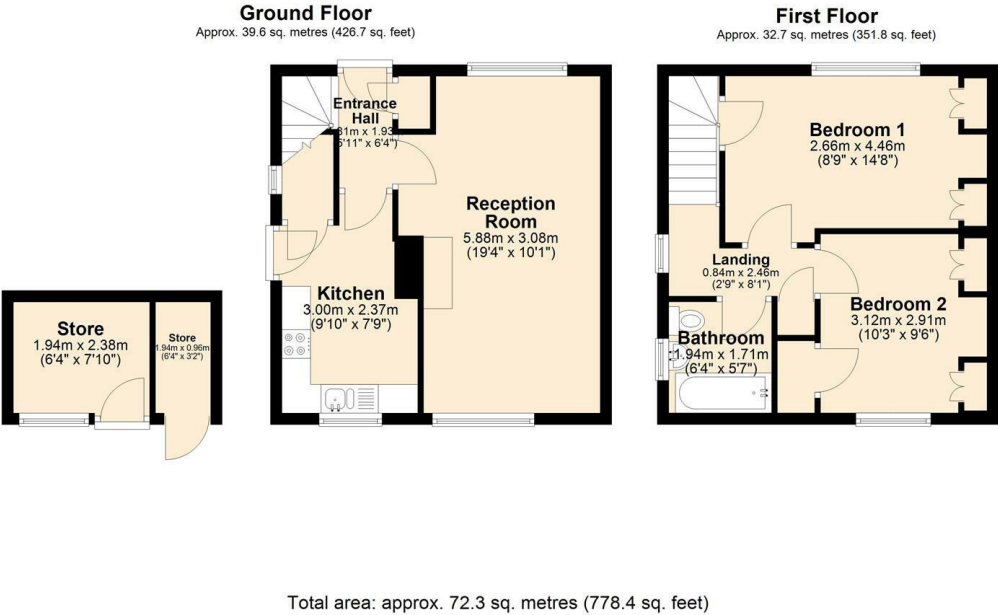 Ground Floor
Approx. 39.6 sq. metres (426.7 sq. feet)
First Floor
Approx. 32.7 sq. metres (351.8 sq. feet)
Entrance
Hall
.81m x 1.93
5'11" x 6'4")
Reception
Room
5.88m x 3.08m
(19'4" x 10'1")
Kitchen
3.00m x 2.37m
(9'10" x 7'9")
Store
1.94m x 2.38m
(6'4" x 7'10")
Store
1.94m x 0.96m
(6'4" x 3'2")
Bedroom 1
2.66m x 4.46m
(8'9" x 14'8")
Landing
0.84m x 2.46m
(2'9" x 8'1")
Bedroom 2
3.12m x 2.91m
(10'3" x 9'6")
Bathroom
1.94m x 1.71m
(6'4" x 5'7")
Total area: approx. 72.3 sq. metres (778.4 sq. feet)